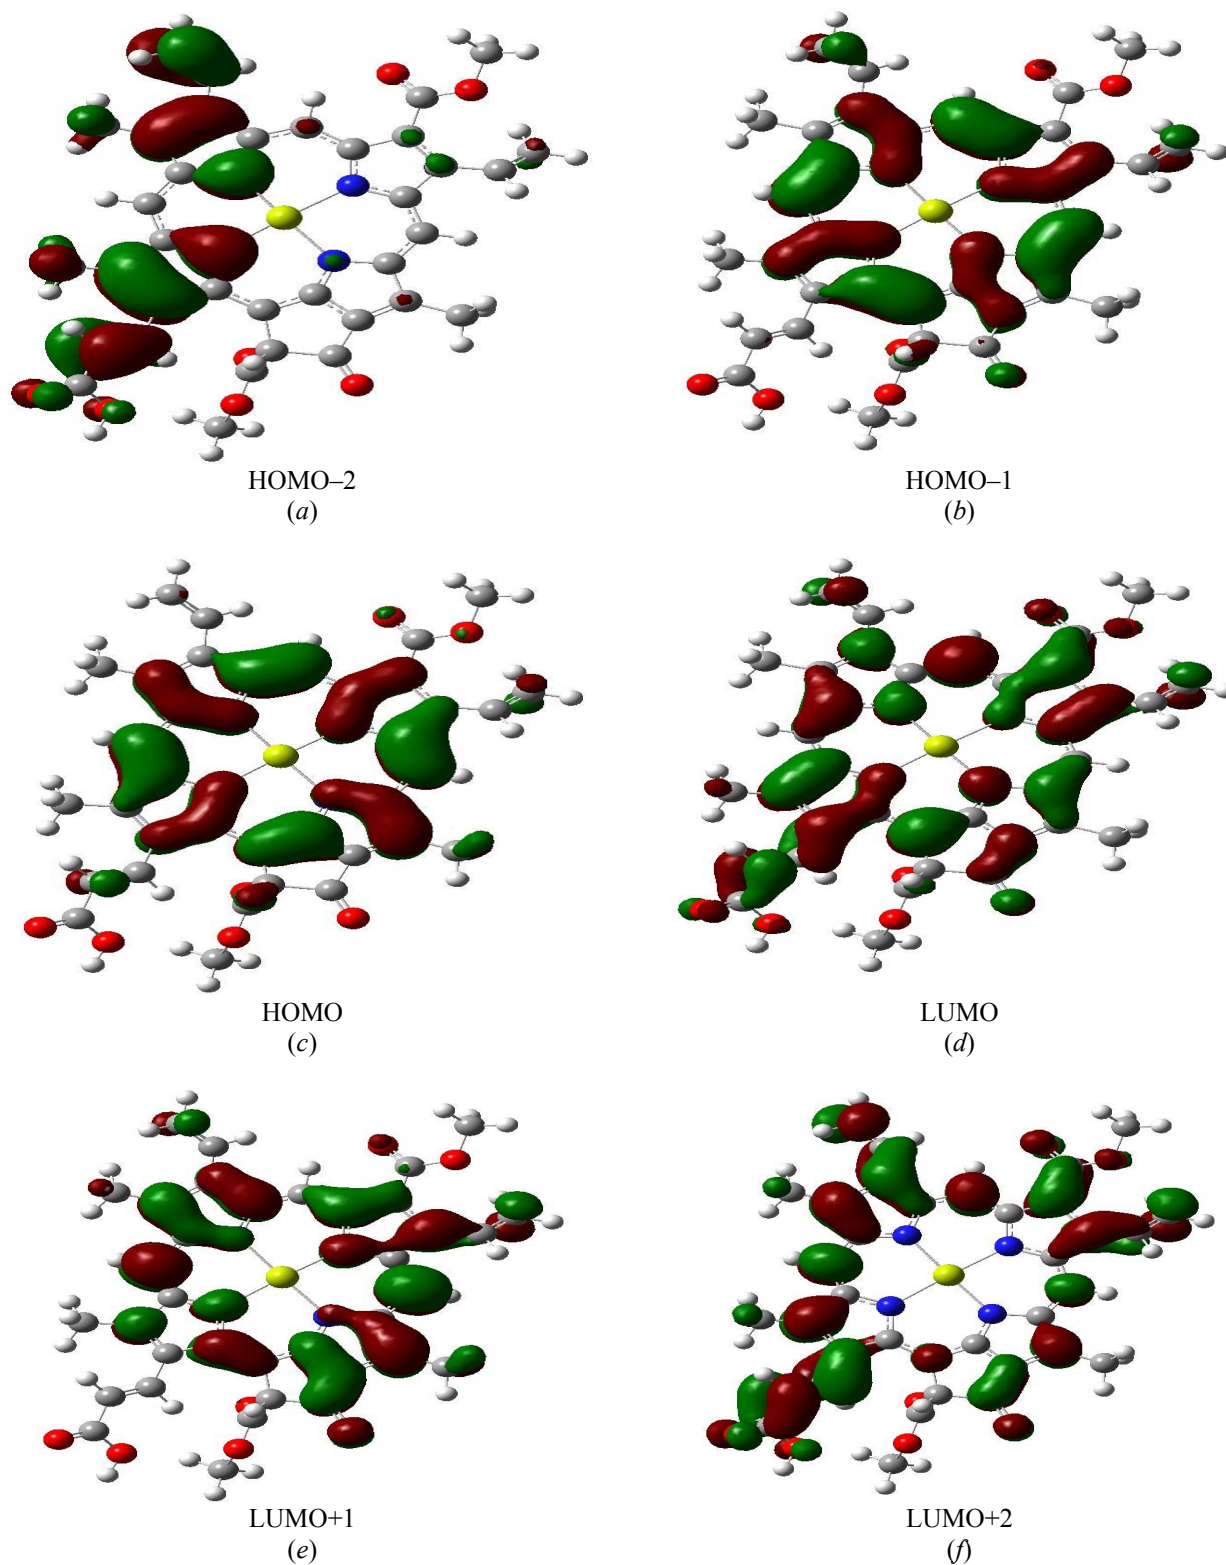 HOMO–2
(a)
HOMO–1
(b)
HOMO
(c)
LUMO
(d)
LUMO+1
(e)
LUMO+2
(f)